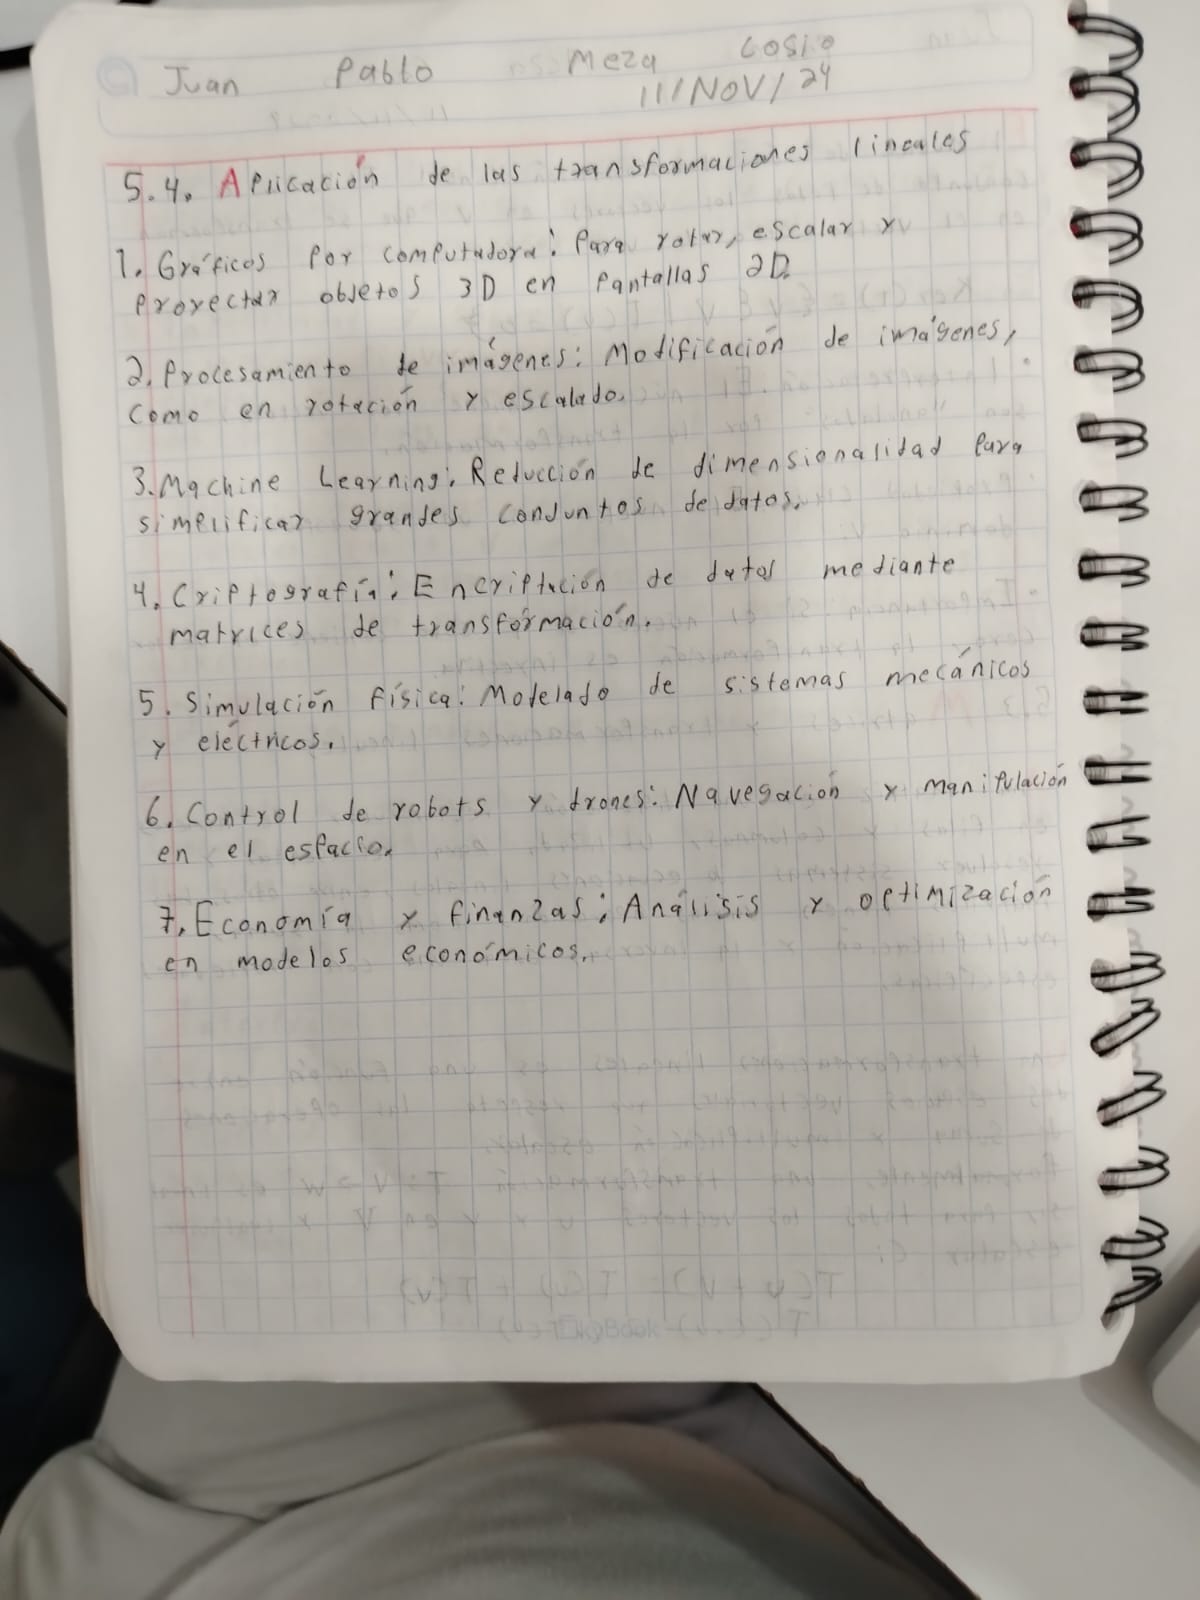 Juan Pablo Meza Cosio
11/NOV/24
5.4. Aplicación de las transformaciones lineales
1. Gráficos por computadora: Para rotar, escalar y
proyectar objetos 3D en pantallas 2D.
2. Procesamiento de imágenes: Modificación de imágenes,
como en rotación y escalado.
3. Machine Learning: Reducción de dimensionalidad para
simplificar grandes conjuntos de datos.
4. Criptografía: Encriptación de datos mediante
matrices de transformación.
5. Simulación física: Modelado de sistemas mecánicos
y eléctricos.
6. Control de robots y drones: Navegación y manipulación
en el espacio.
7. Economía y finanzas: Análisis y optimización
en modelos económicos.